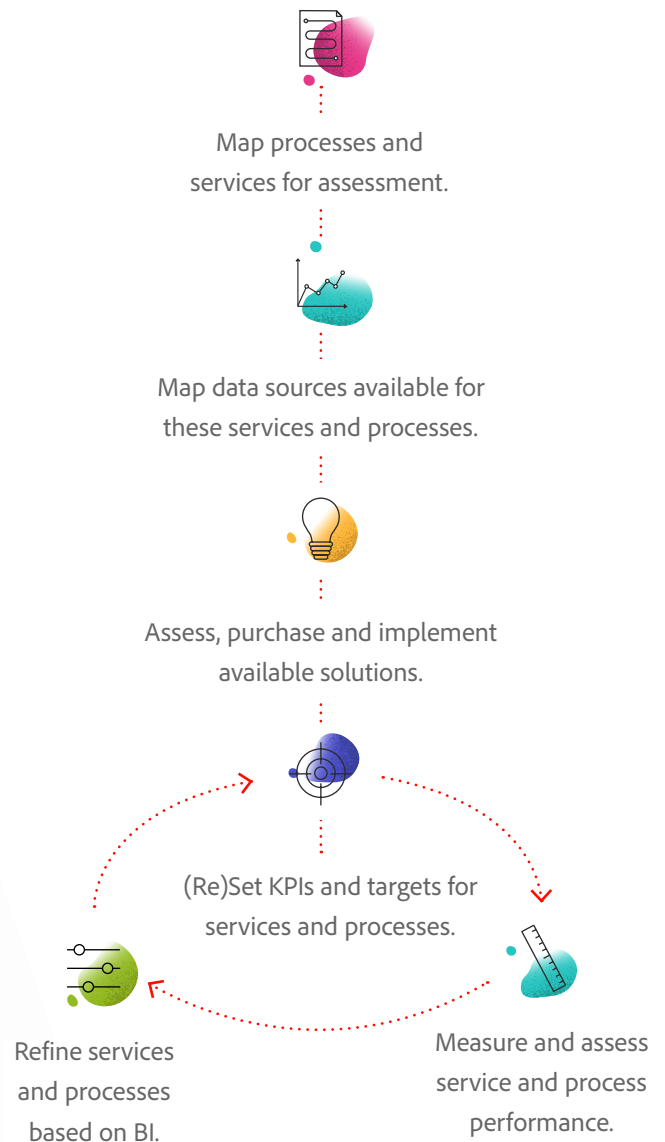 Map processes and
services for assessment.
Map data sources available for
these services and processes.
Assess, purchase and implement
available solutions.
(Re)Set KPIs and targets for
services and processes.
Measure and assess
service and process
performance.
Refine services
and processes
based on BI.